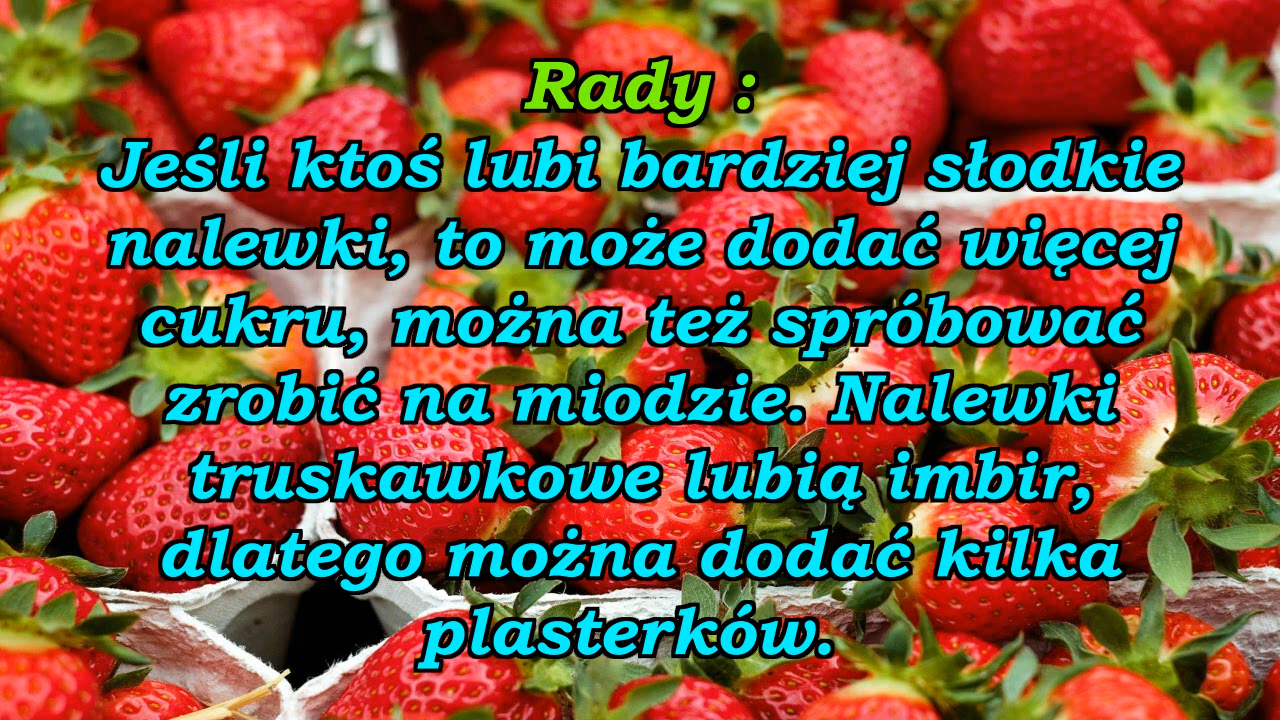 Rady :
Jeśli ktoś lubi bardziej słodkie
nalewki, to może dodać więcej
cukru, można też spróbować
zrobić na miodzie. Nalewki
truskawkowe lubią imbir,
dlatego można dodać kilka
plasterków.